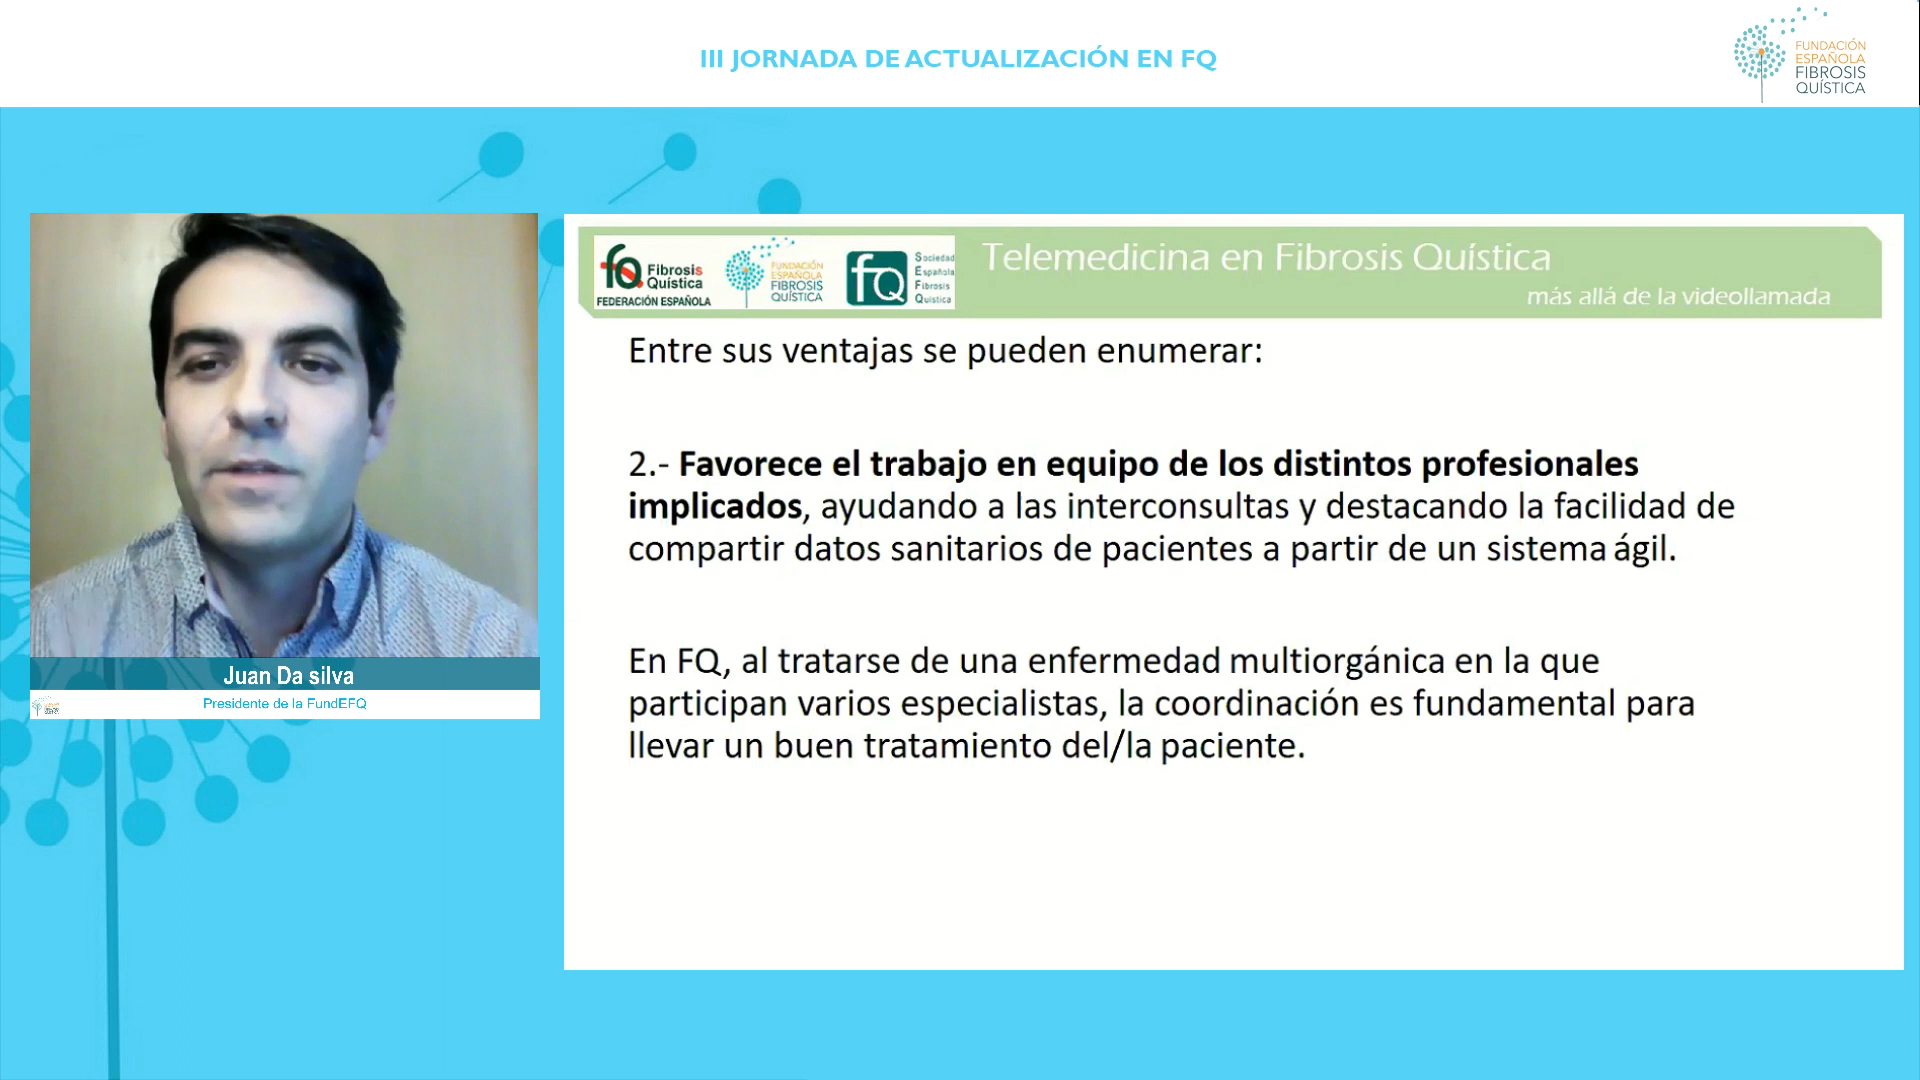 III JORNADA DE ACTUALIZACIÓN EN FQ
FUNDACIÓN
ESPAÑOLA
FIBROSIS
QUÍSTICA
fQ Fibrosis
Quística
FEDERACIÓN ESPAÑOLA
FUNDACIÓN
ESPAÑOLA
FIBROSIS
QUÍSTICA
fQ
Sociedad
Española
Fibrosis
Quística
Telemedicina en Fibrosis Quística
más allá de la videollamada
Entre sus ventajas se pueden enumerar:
2.- Favorece el trabajo en equipo de los distintos profesionales
implicados, ayudando a las interconsultas y destacando la facilidad de
compartir datos sanitarios de pacientes a partir de un sistema ágil.
En FQ, al tratarse de una enfermedad multiorgánica en la que
participan varios especialistas, la coordinación es fundamental para
llevar un buen tratamiento del/la paciente.
Juan Da silva
Presidente de la FundEFQ